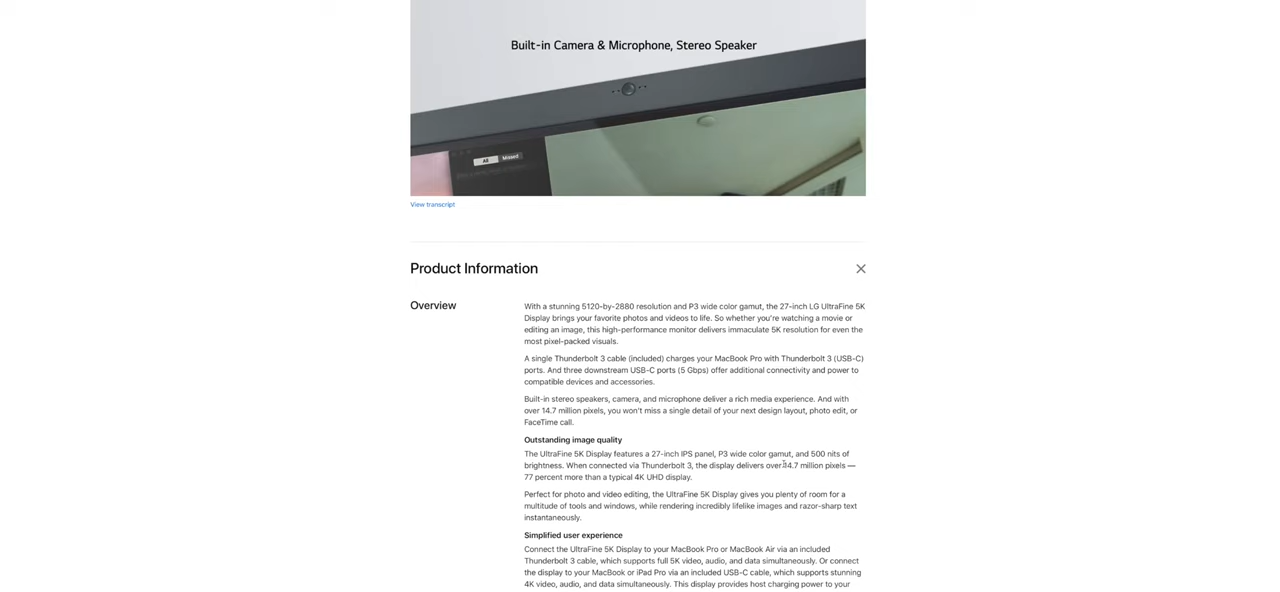 Built-in Camera & Microphone, Stereo Speaker
All Missed
View transcript
Product Information
Overview
With a stunning 5120-by-2880 resolution and P3 wide color gamut, the 27-inch LG UltraFine 5K
Display brings your favorite photos and videos to life. So whether you're watching a movie or
editing an image, this high-performance monitor delivers immaculate 5K resolution for even the
most pixel-packed visuals.
A single Thunderbolt 3 cable (included) charges your MacBook Pro with Thunderbolt 3 (USB-C)
ports. And three downstream USB-C ports (5 Gbps) offer additional connectivity and power to
compatible devices and accessories.
Built-in stereo speakers, camera, and microphone deliver a rich media experience. And with
over 14.7 million pixels, you won't miss a single detail of your next design layout, photo edit, or
FaceTime call.
Outstanding image quality
The UltraFine 5K Display features a 27-inch IPS panel, P3 wide color gamut, and 500 nits of
brightness. When connected via Thunderbolt 3, the display delivers over 14.7 million pixels —
77 percent more than a typical 4K UHD display.
Perfect for photo and video editing, the UltraFine 5K Display gives you plenty of room for a
multitude of tools and windows, while rendering incredibly lifelike images and razor-sharp text
instantaneously.
Simplified user experience
Connect the UltraFine 5K Display to your MacBook Pro or MacBook Air via an included
Thunderbolt 3 cable, which supports full 5K video, audio, and data simultaneously. Or connect
the display to your MacBook or iPad Pro via an included USB-C cable, which supports stunning
4K video, audio, and data simultaneously. This display provides host charging power to your